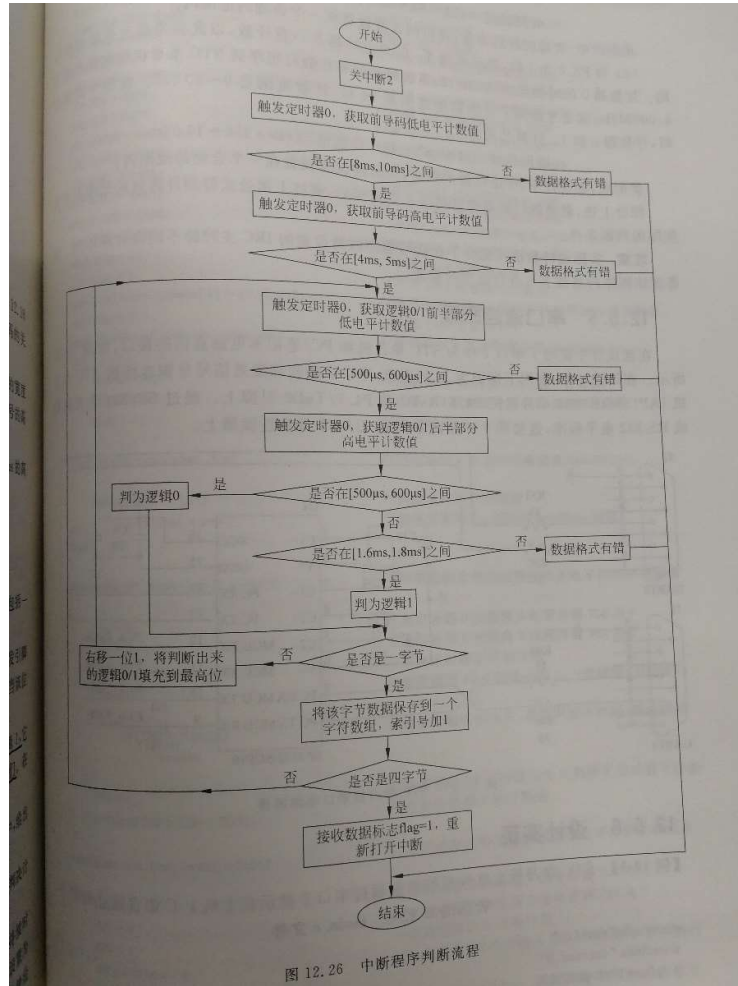 开始
关中断2
触发定时器0，获取前导码低电平计数值
是否在[8ms,10ms]之间
否
数据格式有错
是
触发定时器0，获取前导码高电平计数值
是否在[4ms, 5ms]之间
否
数据格式有错
是
触发定时器0，获取逻辑0/1前半部分
低电平计数值
是否在[500μs, 600μs]之间
否
数据格式有错
是
触发定时器0，获取逻辑0/1后半部分
高电平计数值
判为逻辑0
是
是否在[500μs, 600μs]之间
否
是否在[1.6ms,1.8ms]之间
否
数据格式有错
是
判为逻辑1
右移一位1，将判断出来
的逻辑0/1填充到最高位
否
是否是一字节
是
将该字节数据保存到一个
字符数组，索引号加1
否
是否是四字节
是
接收数据标志flag=1，重
新打开中断
结束
图 12.26 中断程序判断流程